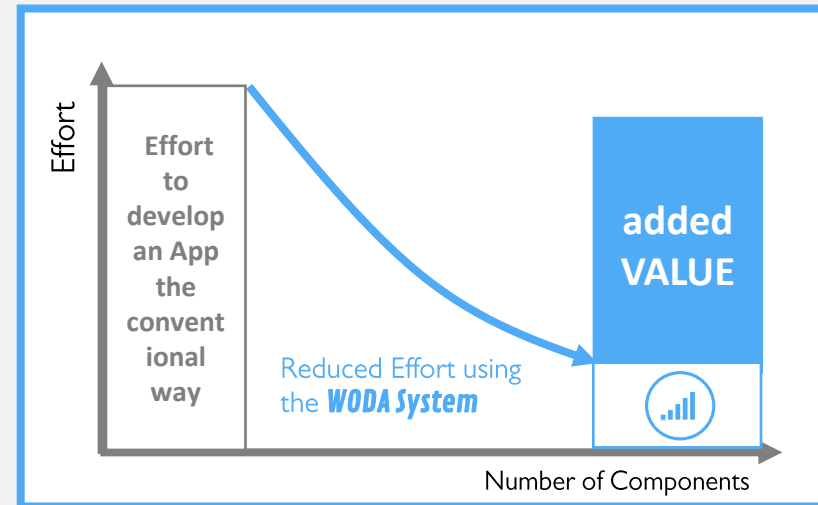 Effort
Effort
to
develop
an App
the
convent
ional
way
Reduced Effort using
the WODA System
added
VALUE
Number of Components